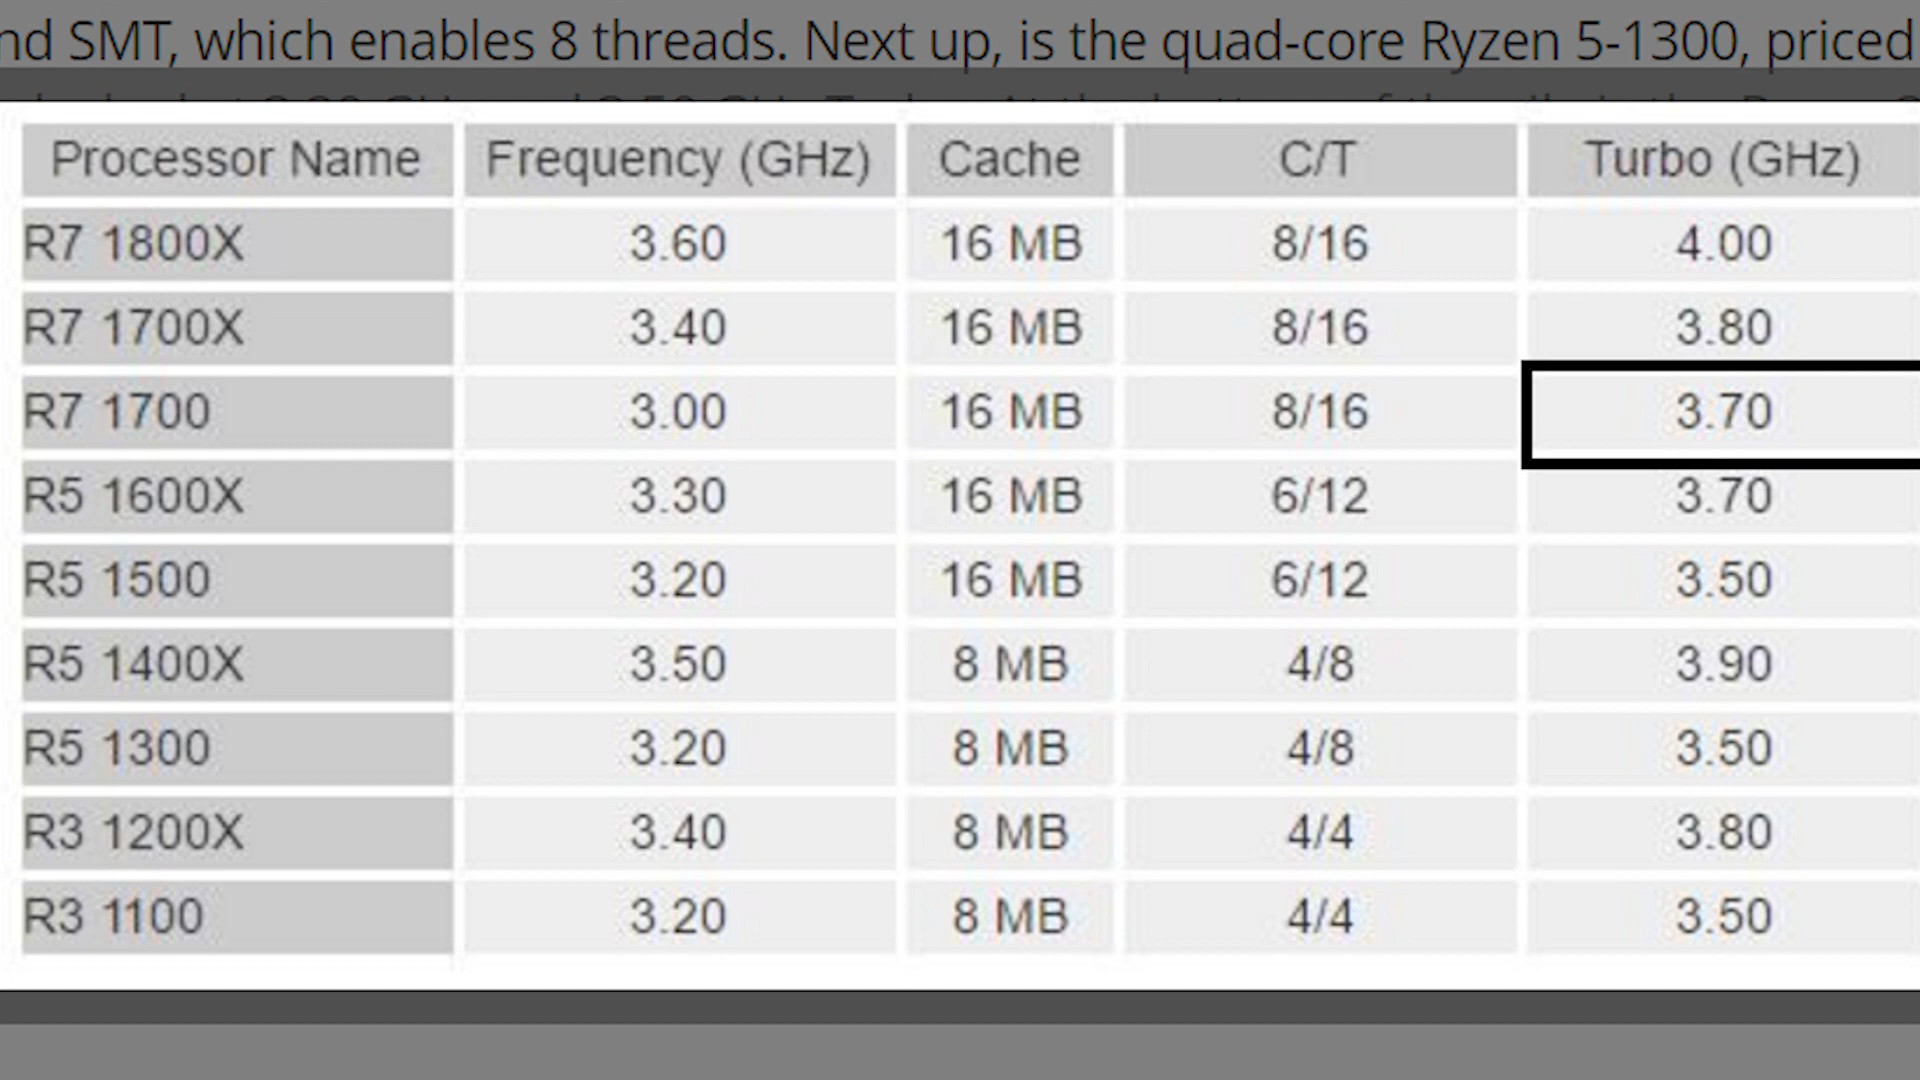 nd SMT, which enables 8 threads. Next up, is the quad-core Ryzen 5-1300, priced
Processor Name Frequency (GHz) Cache C/T Turbo (GHz)
R7 1800X 3.60 16 MB 8/16 4.00
R7 1700X 3.40 16 MB 8/16 3.80
R7 1700 3.00 16 MB 8/16 3.70
R5 1600X 3.30 16 MB 6/12 3.70
R5 1500 3.20 16 MB 6/12 3.50
R5 1400X 3.50 8 MB 4/8 3.90
R5 1300 3.20 8 MB 4/8 3.50
R3 1200X 3.40 8 MB 4/4 3.80
R3 1100 3.20 8 MB 4/4 3.50